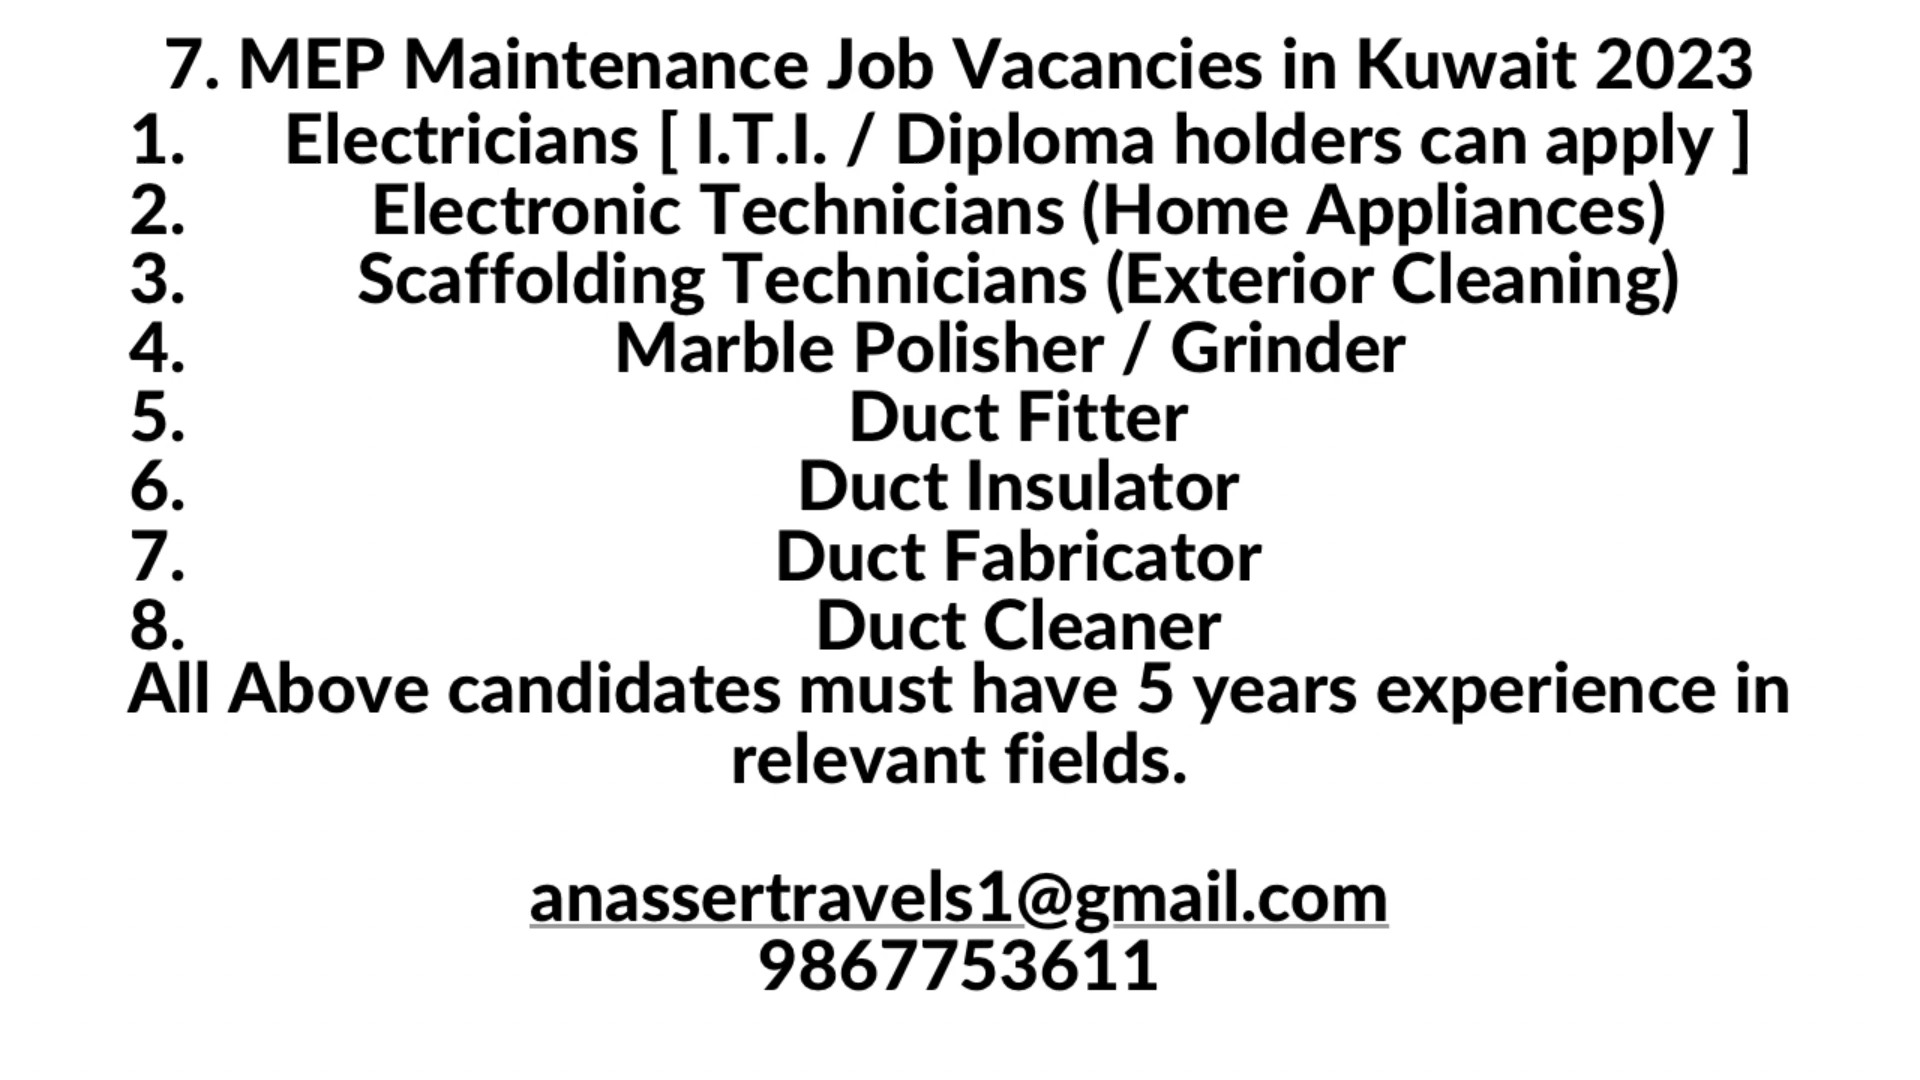 7. MEP Maintenance Job Vacancies in Kuwait 2023
1. Electricians [ I.T.I. / Diploma holders can apply ]
2. Electronic Technicians (Home Appliances)
3. Scaffolding Technicians (Exterior Cleaning)
4. Marble Polisher / Grinder
5. Duct Fitter
6. Duct Insulator
7. Duct Fabricator
8. Duct Cleaner
All Above candidates must have 5 years experience in
relevant fields.
anassertravels1@gmail.com
9867753611